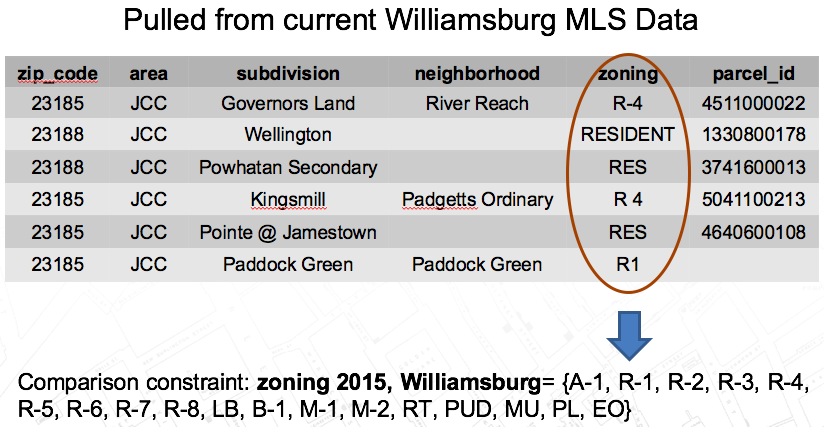 Pulled from current Williamsburg MLS Data
zip_code area subdivision neighborhood zoning parcel_id
23185 JCC Governors Land River Reach R-4 4511000022
23188 JCC Wellington RESIDENT 1330800178
23188 JCC Powhatan Secondary RES 3741600013
23185 JCC Kingsmill Padgetts Ordinary R 4 5041100213
23185 JCC Pointe @ Jamestown RES 4640600108
23185 JCC Paddock Green Paddock Green R1
Comparison constraint: zoning 2015, Williamsburg= {A-1, R-1, R-2, R-3, R-4,
R-5, R-6, R-7, R-8, LB, B-1, M-1, M-2, RT, PUD, MU, PL, EO}